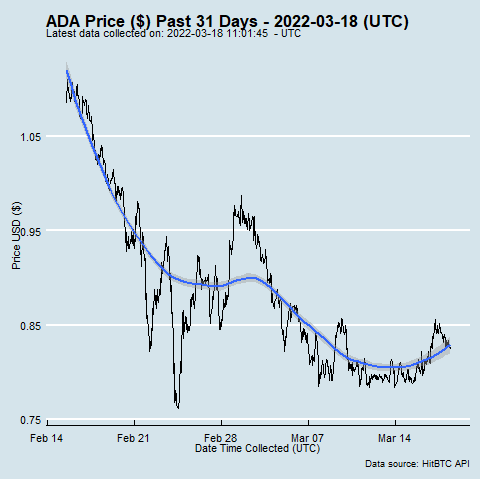 ADA Price ($) Past 31 Days - 2022-03-18 (UTC)
Latest data collected on: 2022-03-18 11:01:45 - UTC
Price USD ($)
1.05
0.95
0.85
0.75
Feb 14 Feb 21 Feb 28 Mar 07 Mar 14
Date Time Collected (UTC)
Data source: HitBTC API